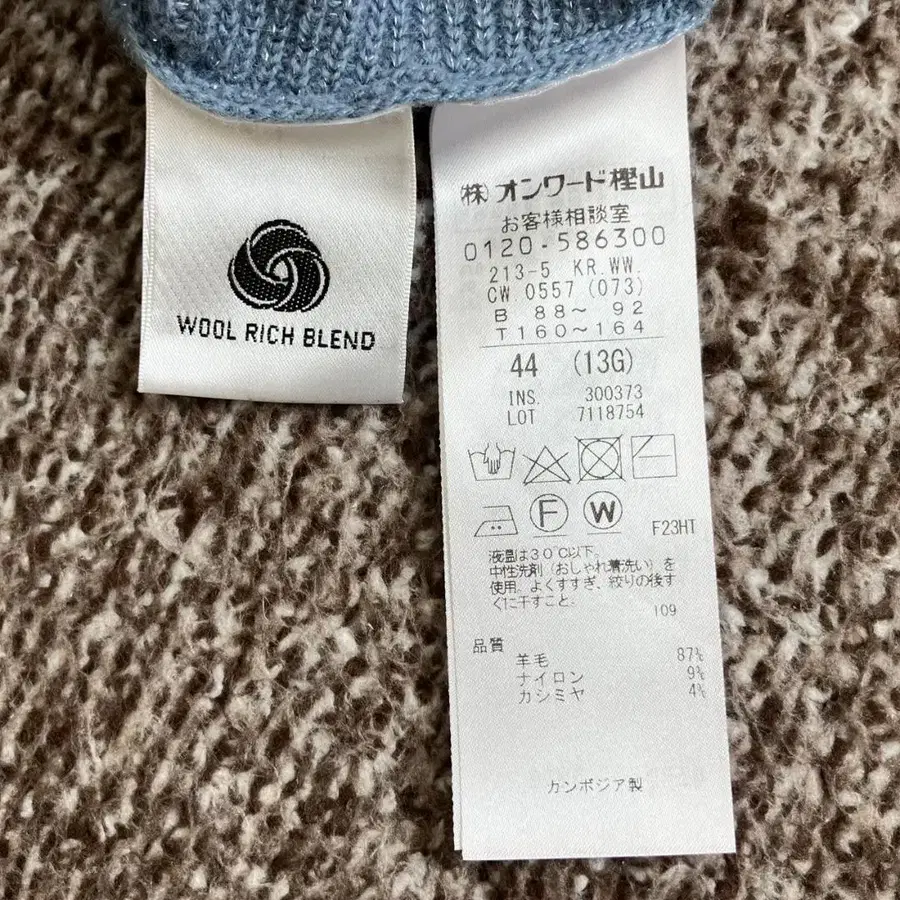 WOOL RICH BLEND
(株)オンワード樫山
お客様相談室
0120-586300
213-5 KR.WW.
CW 0557 (073)
B 88～ 92
T 160～164
44 (13G)
INS. 300373
LOT 7118754
F
W
F23HT
液温は30℃以下。
中性洗剤(おしゃれ着洗い)を
使用。よくすすぎ、絞りの後す
ぐに干すこと。
109
品質
羊毛 87%
ナイロン 9%
カシミヤ 4%
カンボジア製